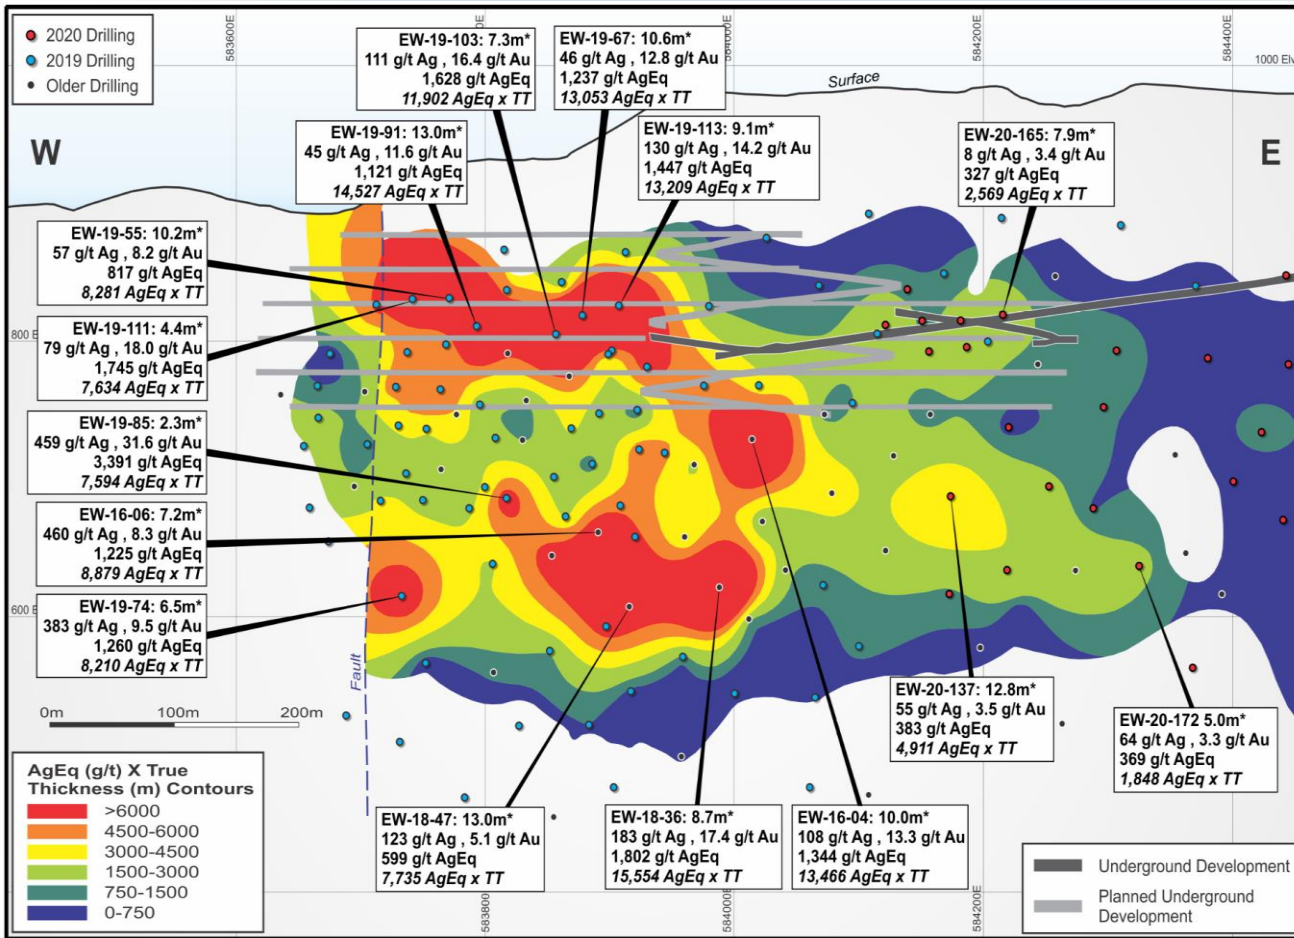 583600E
584000E
584200E
584400E
2020 Drilling
2019 Drilling
Older Drilling
1000 Elv
Surface
W
E
EW-19-103: 7.3m*
111 g/t Ag , 16.4 g/t Au
1,628 g/t AgEq
11,902 AgEq x TT
EW-19-67: 10.6m*
46 g/t Ag , 12.8 g/t Au
1,237 g/t AgEq
13,053 AgEq x TT
EW-19-91: 13.0m*
45 g/t Ag , 11.6 g/t Au
1,121 g/t AgEq
14,527 AgEq x TT
EW-19-113: 9.1m*
130 g/t Ag , 14.2 g/t Au
1,447 g/t AgEq
13,209 AgEq x TT
EW-20-165: 7.9m*
8 g/t Ag , 3.4 g/t Au
327 g/t AgEq
2,569 AgEq x TT
EW-19-55: 10.2m*
57 g/t Ag , 8.2 g/t Au
817 g/t AgEq
8,281 AgEq x TT
EW-19-111: 4.4m*
79 g/t Ag , 18.0 g/t Au
1,745 g/t AgEq
7,634 AgEq x TT
800 E
EW-19-85: 2.3m*
459 g/t Ag , 31.6 g/t Au
3,391 g/t AgEq
7,594 AgEq x TT
EW-16-06: 7.2m*
460 g/t Ag , 8.3 g/t Au
1,225 g/t AgEq
8,879 AgEq x TT
600 E
EW-19-74: 6.5m*
383 g/t Ag , 9.5 g/t Au
1,260 g/t AgEq
8,210 AgEq x TT
Fault
0m 100m 200m
EW-20-137: 12.8m*
55 g/t Ag , 3.5 g/t Au
383 g/t AgEq
4,911 AgEq x TT
EW-20-172 5.0m*
64 g/t Ag , 3.3 g/t Au
369 g/t AgEq
1,848 AgEq x TT
EW-18-47: 13.0m*
123 g/t Ag , 5.1 g/t Au
599 g/t AgEq
7,735 AgEq x TT
EW-18-36: 8.7m*
183 g/t Ag , 17.4 g/t Au
1,802 g/t AgEq
15,554 AgEq x TT
EW-16-04: 10.0m*
108 g/t Ag , 13.3 g/t Au
1,344 g/t AgEq
13,466 AgEq x TT
AgEq (g/t) X True
Thickness (m) Contours
>6000
4500-6000
3000-4500
1500-3000
750-1500
0-750
Underground Development
Planned Underground
Development
583800
584000E
584200E